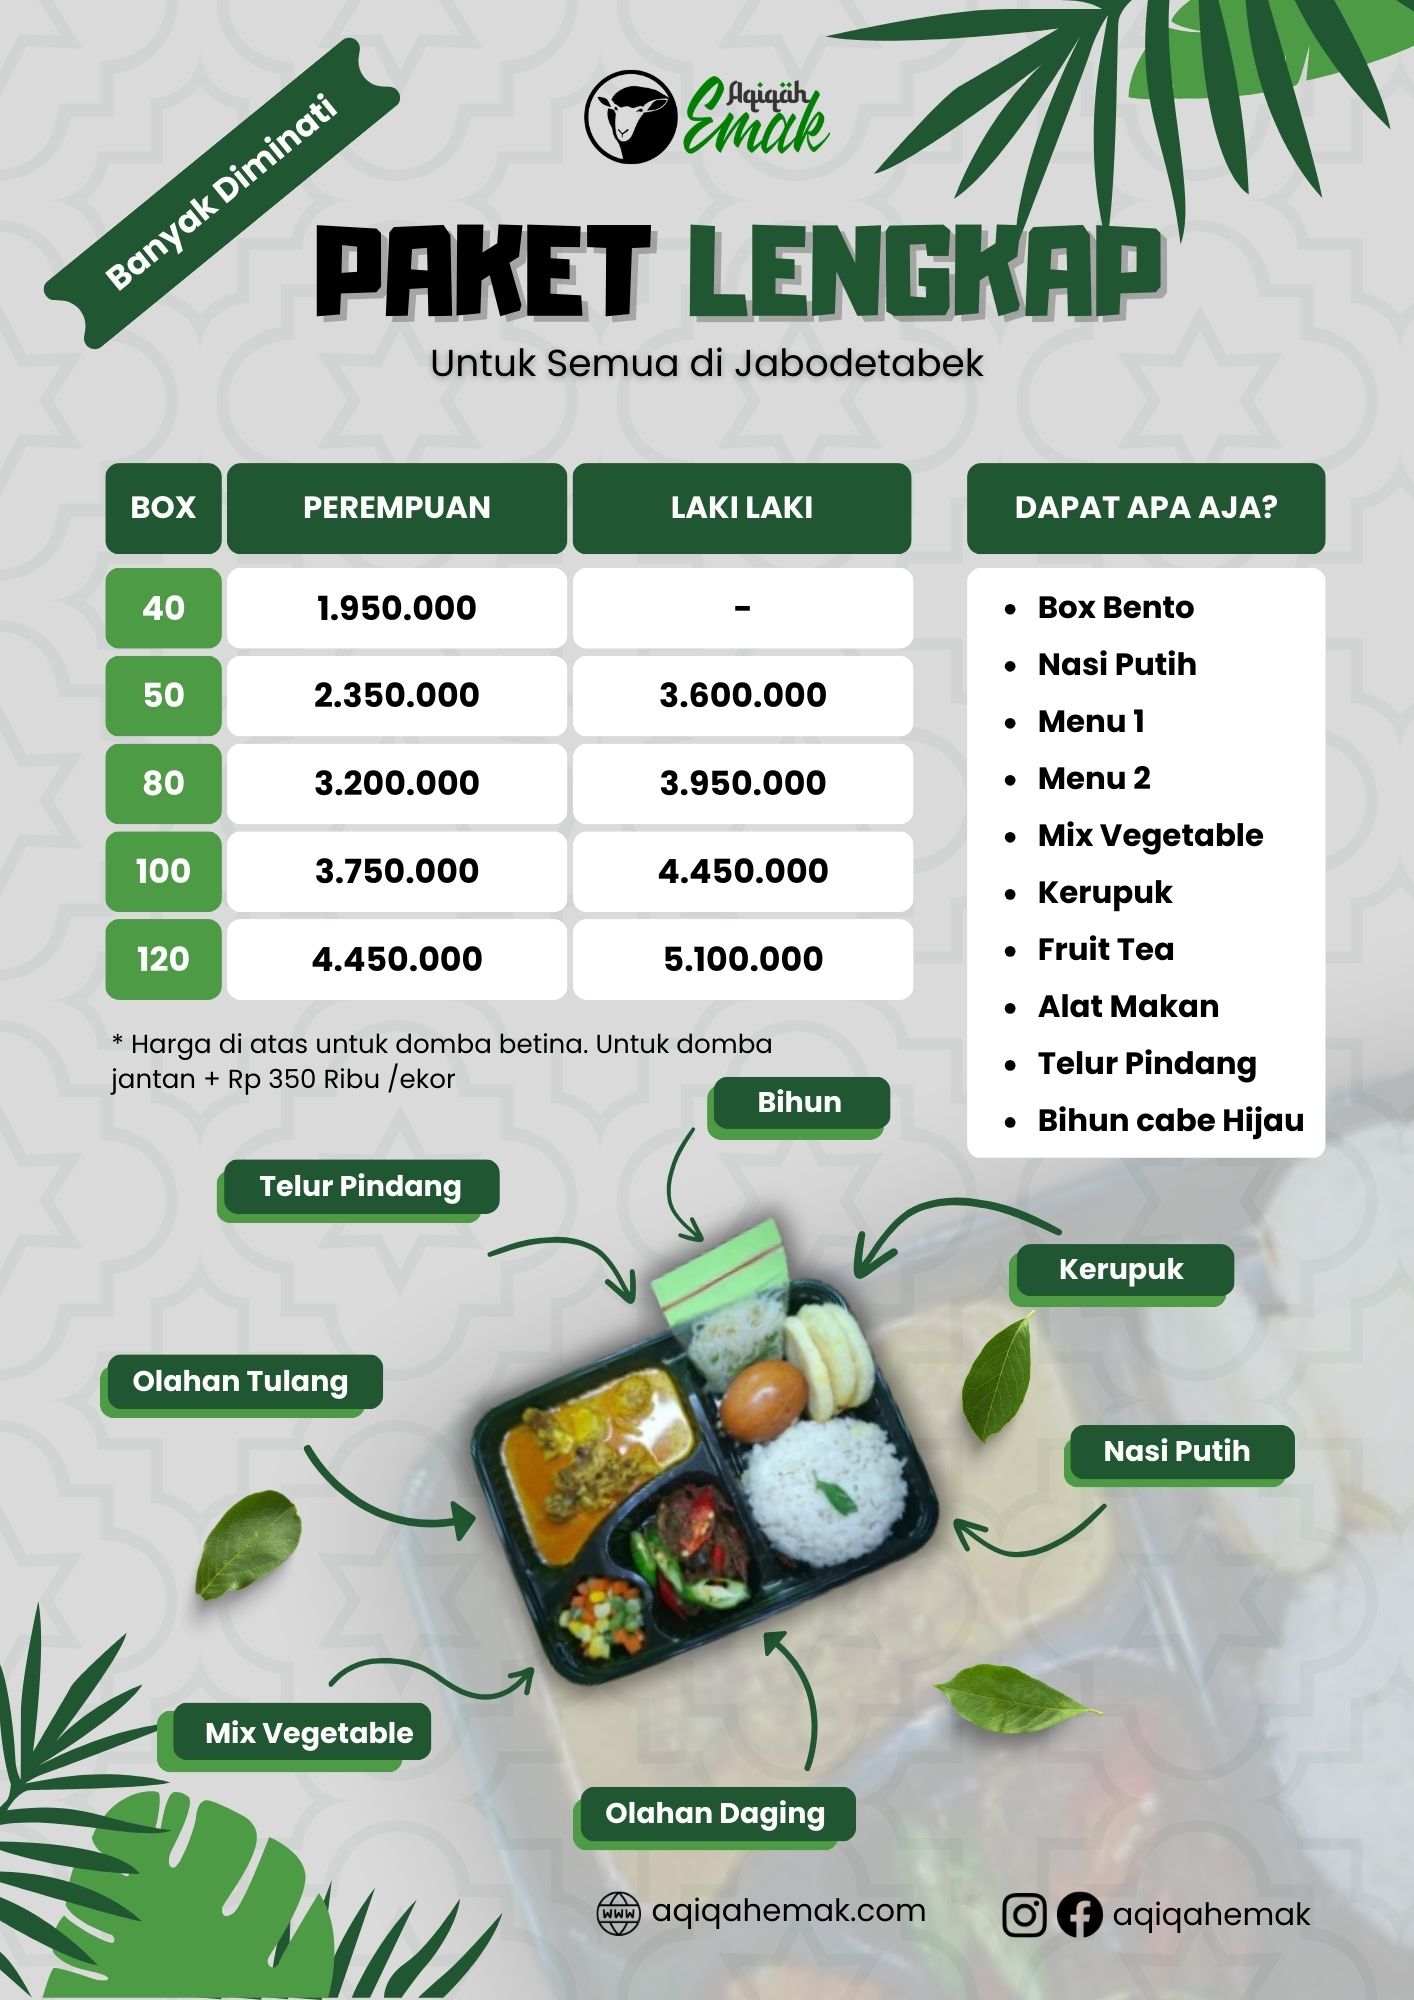 Banyak Diminati
Aqiqäh
Emak
PAKET LENGKAP
Untuk Semua di Jabodetabek
BOX PEREMPUAN LAKI LAKI
40 1.950.000 -
50 2.350.000 3.600.000
80 3.200.000 3.950.000
100 3.750.000 4.450.000
120 4.450.000 5.100.000
* Harga di atas untuk domba betina. Untuk domba
jantan + Rp 350 Ribu /ekor
DAPAT APA AJA?
• Box Bento
• Nasi Putih
• Menu 1
• Menu 2
• Mix Vegetable
• Kerupuk
• Fruit Tea
• Alat Makan
• Telur Pindang
• Bihun cabe Hijau
Bihun
Telur Pindang
Kerupuk
Olahan Tulang
Nasi Putih
Mix Vegetable
Olahan Daging
www aqiqahemak.com
aqiqahemak